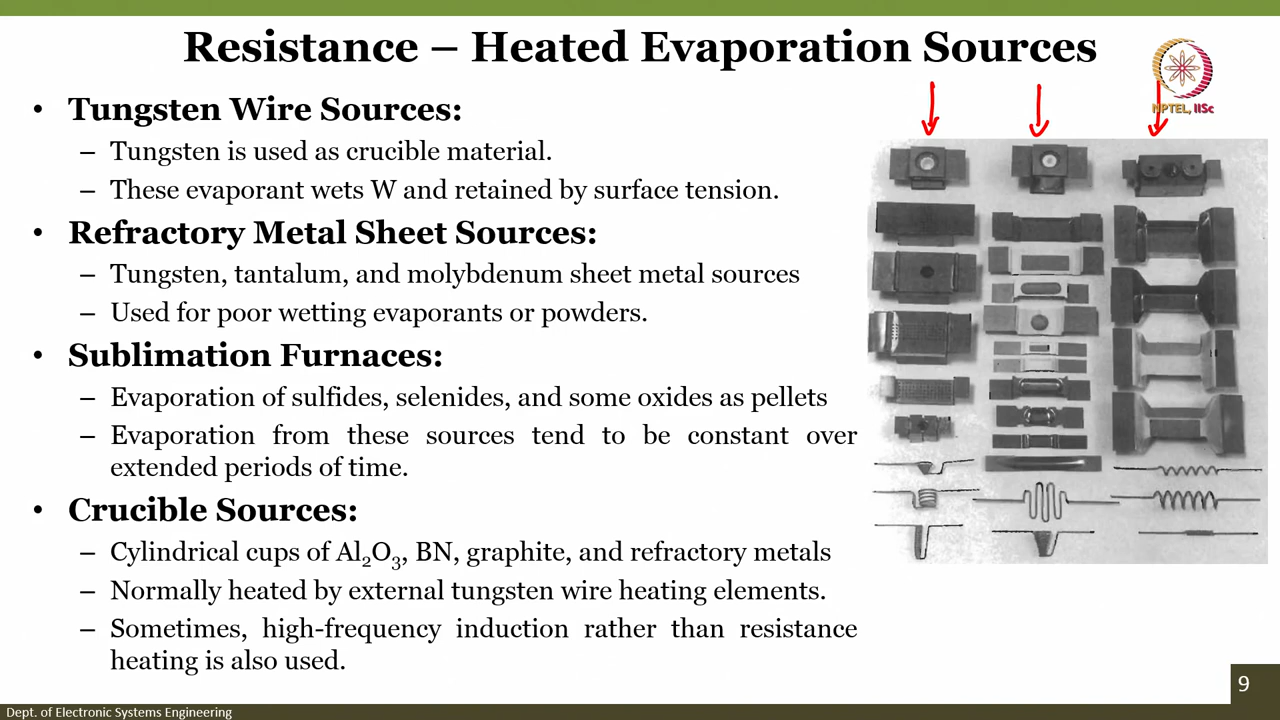 Resistance – Heated Evaporation Sources
NPTEL, IISc
• Tungsten Wire Sources:
– Tungsten is used as crucible material.
– These evaporant wets W and retained by surface tension.
• Refractory Metal Sheet Sources:
– Tungsten, tantalum, and molybdenum sheet metal sources
– Used for poor wetting evaporants or powders.
• Sublimation Furnaces:
– Evaporation of sulfides, selenides, and some oxides as pellets
– Evaporation from these sources tend to be constant over
extended periods of time.
• Crucible Sources:
– Cylindrical cups of Al₂O₃, BN, graphite, and refractory metals
– Normally heated by external tungsten wire heating elements.
– Sometimes, high-frequency induction rather than resistance
heating is also used.
9
Dept. of Electronic Systems Engineering